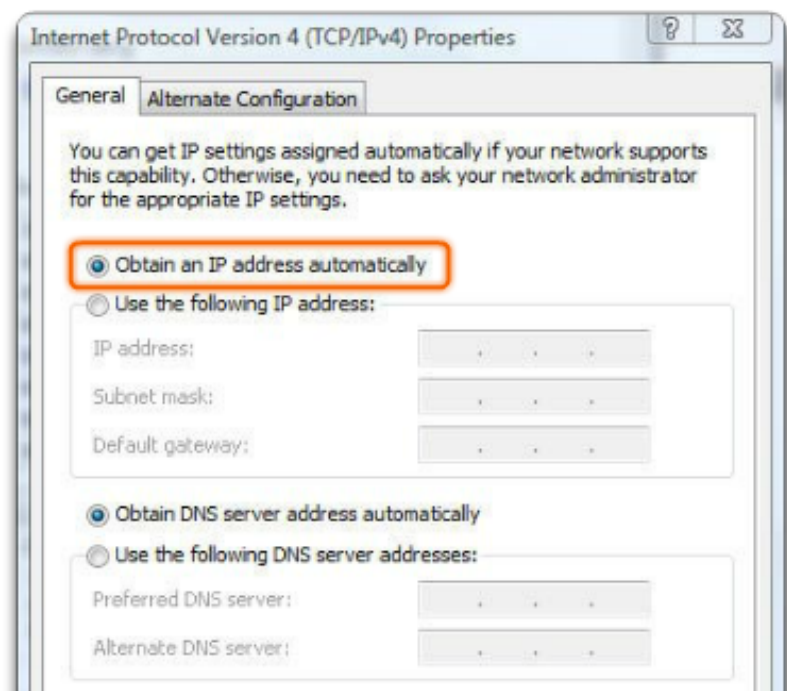 Internet Protocol Version 4 (TCP/IPv4) Properties
General
Alternate Configuration
You can get IP settings assigned automatically if your network supports
this capability. Otherwise, you need to ask your network administrator
for the appropriate IP settings.
Obtain an IP address automatically
Use the following IP address:
IP address:
Subnet mask:
Default gateway:
Obtain DNS server address automatically
Use the following DNS server addresses:
Preferred DNS server:
Alternate DNS server: